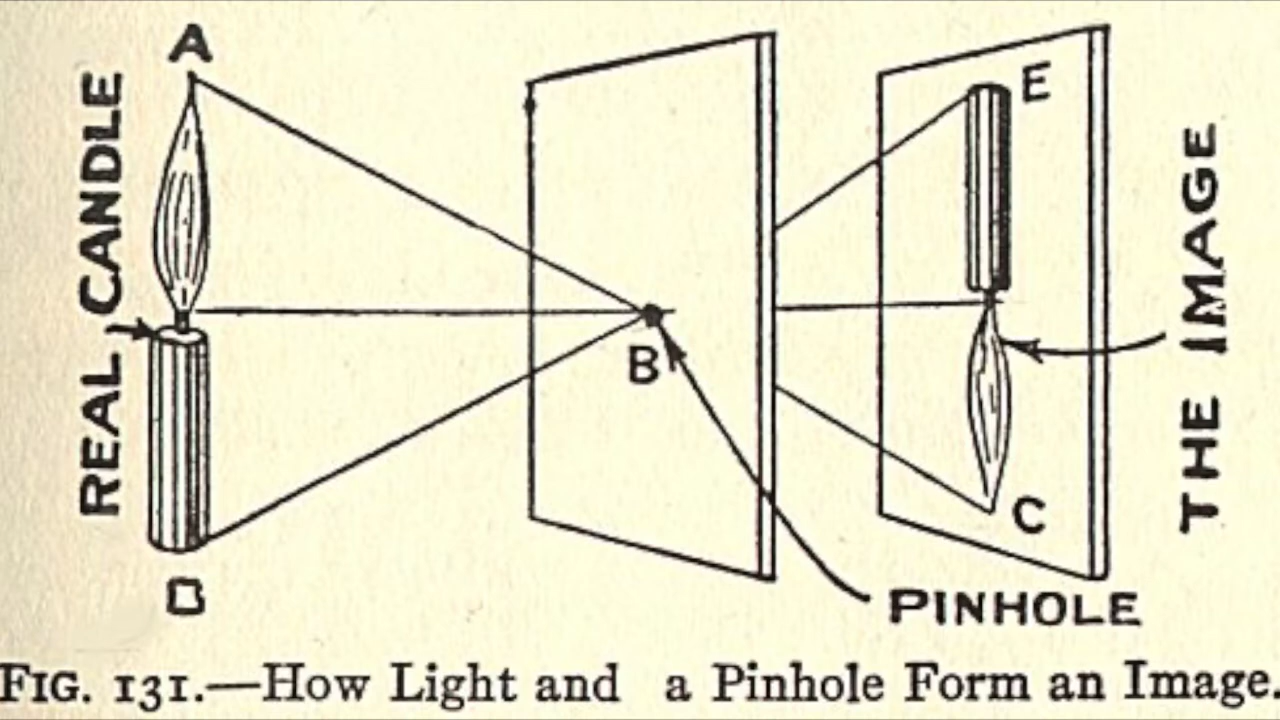 A
E
REAL CANDLE
THE IMAGE
B
C
D
PINHOLE
FIG. 131.—How Light and a Pinhole Form an Image.